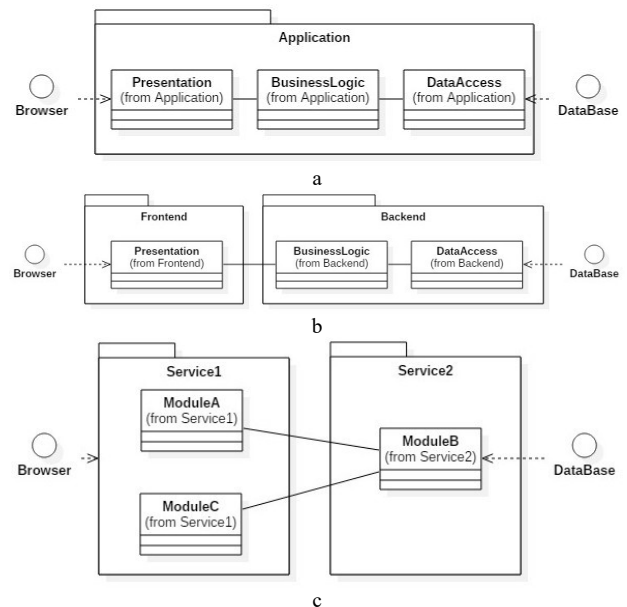 Application
Presentation
(from Application)
BusinessLogic
(from Application)
DataAccess
(from Application)
Browser
DataBase
a
Frontend
Backend
Presentation
(from Frontend)
BusinessLogic
(from Backend)
DataAccess
(from Backend)
Browser
DataBase
b
Service1
Service2
ModuleA
(from Service1)
ModuleB
(from Service2)
Browser
DataBase
ModuleC
(from Service1)
c